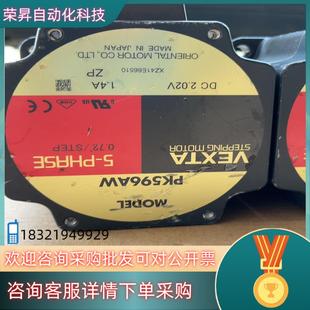 荣昇自动化科技
VEXTA
STEPPING MOTOR
MODEL
PK596AW
5-PHASE
0.72°/STEP
DC 2.02V
1.4A
ZP
XZ41E86510
ORIENTAL MOTOR CO., LTD.
MADE IN JAPAN
18321949929
欢迎咨询采购批发可对公开票
咨询客服详情下单采购